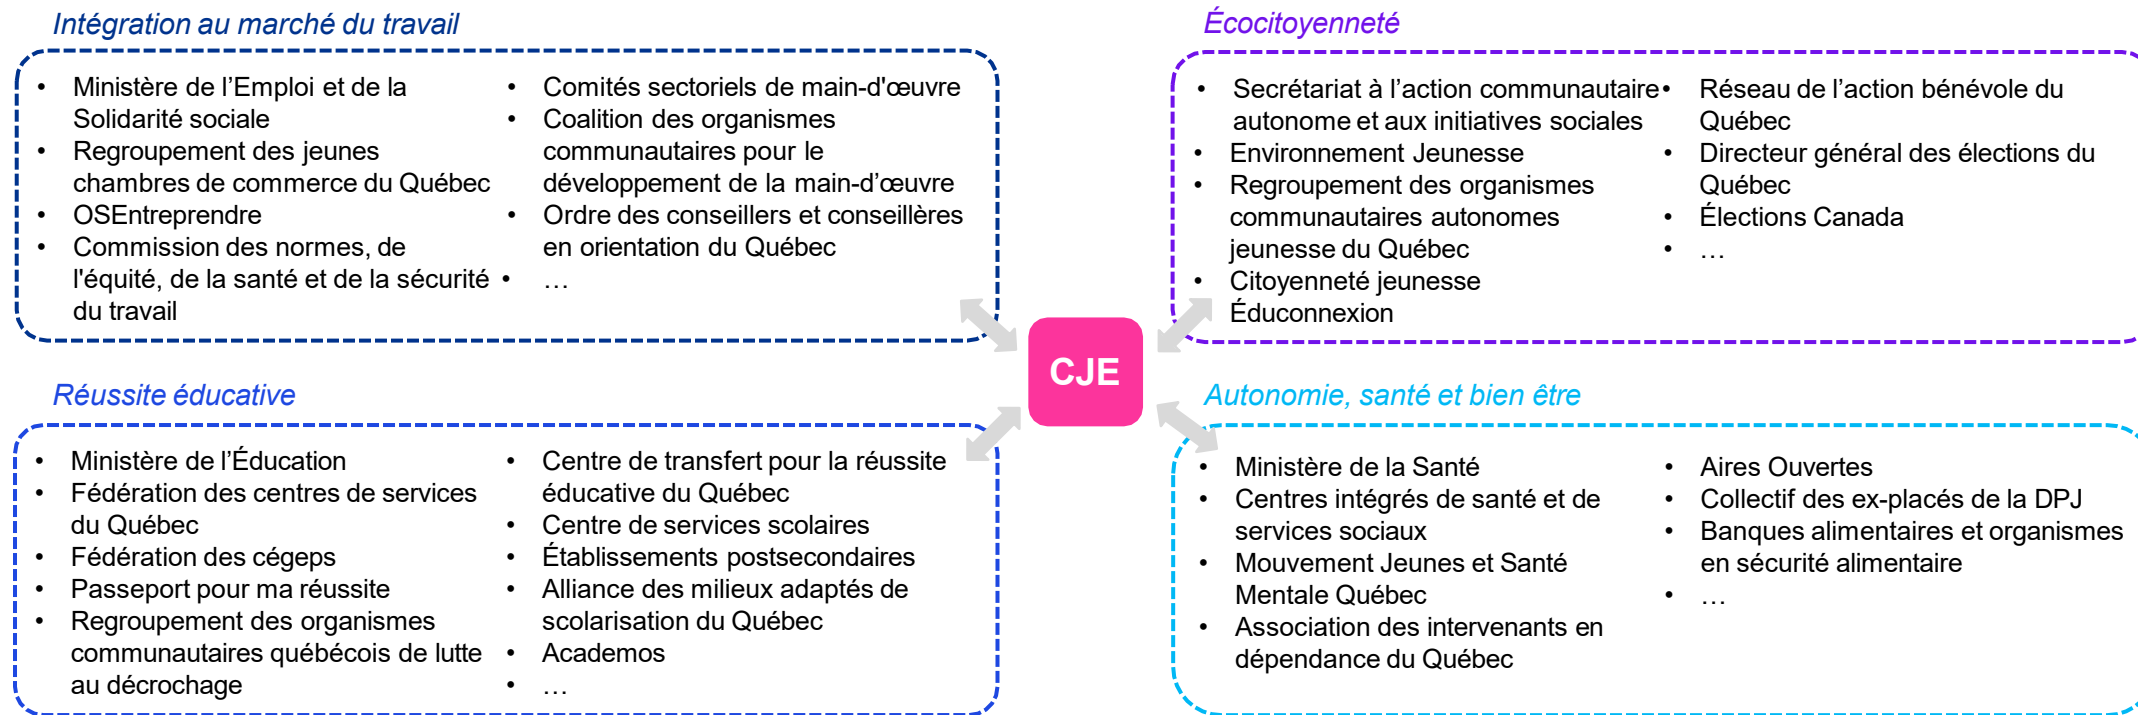 Intégration au marché du travail
• Ministère de l’Emploi et de la
Solidarité sociale
• Regroupement des jeunes
chambres de commerce du Québec
• OSEntreprendre
• Commission des normes, de
l'équité, de la santé et de la sécurité
du travail
• Comités sectoriels de main-d'œuvre
• Coalition des organismes
communautaires pour le
développement de la main-d’œuvre
• Ordre des conseillers et conseillères
en orientation du Québec
• …
Écocitoyenneté
• Secrétariat à l’action communautaire
autonome et aux initiatives sociales
• Environnement Jeunesse
• Regroupement des organismes
communautaires autonomes
jeunesse du Québec
• Citoyenneté jeunesse
• Éduconnexion
• Réseau de l’action bénévole du
Québec
• Directeur général des élections du
Québec
• Élections Canada
• …
CJE
Réussite éducative
• Ministère de l’Éducation
• Fédération des centres de services
du Québec
• Fédération des cégeps
• Passeport pour ma réussite
• Regroupement des organismes
communautaires québécois de lutte
au décrochage
• Centre de transfert pour la réussite
éducative du Québec
• Centre de services scolaires
• Établissements postsecondaires
• Alliance des milieux adaptés de
scolarisation du Québec
• Academos
• …
Autonomie, santé et bien être
• Ministère de la Santé
• Centres intégrés de santé et de
services sociaux
• Mouvement Jeunes et Santé
Mentale Québec
• Association des intervenants en
dépendance du Québec
• Aires Ouvertes
• Collectif des ex-placés de la DPJ
• Banques alimentaires et organismes
en sécurité alimentaire
• …